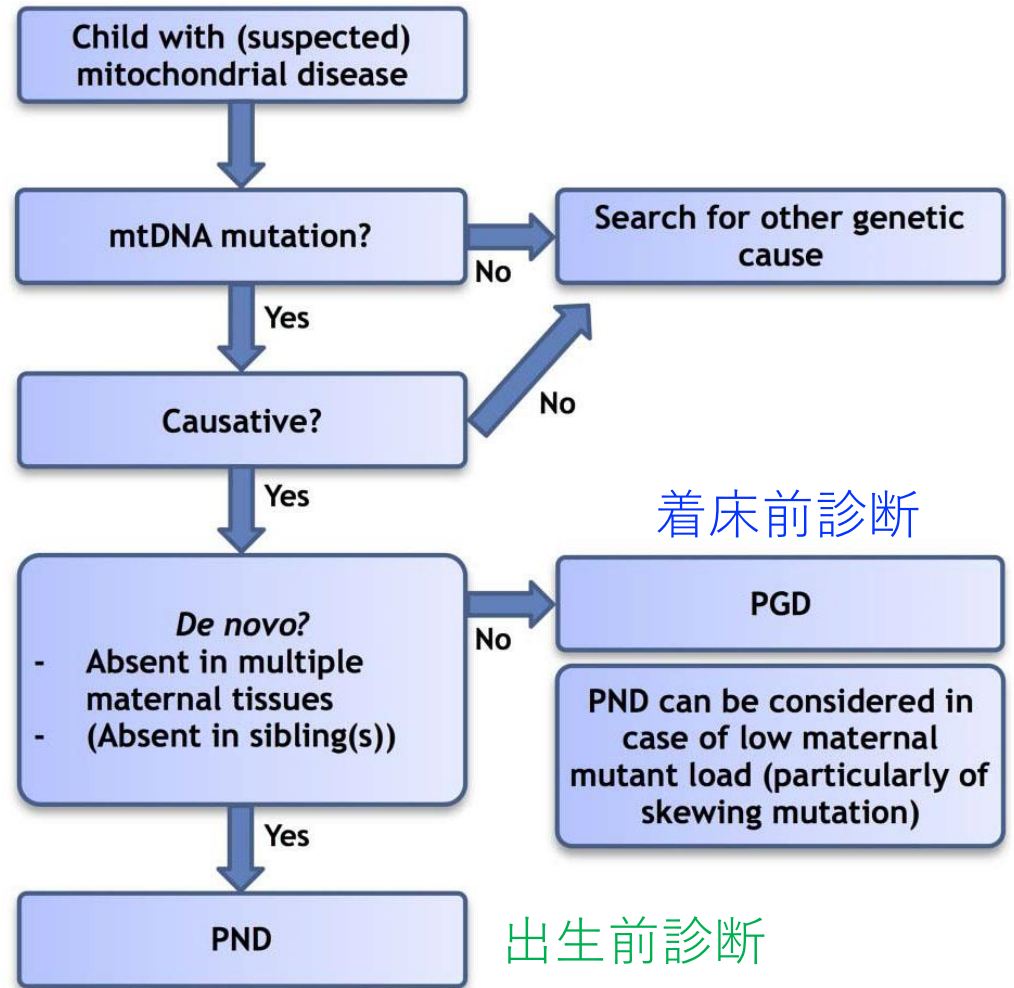 Child with (suspected)
mitochondrial disease
mtDNA mutation?
No
Search for other genetic
cause
Yes
Causative?
No
Yes
着床前診断
De novo?
- Absent in multiple
maternal tissues
- (Absent in sibling(s))
No
PGD
PND can be considered in
case of low maternal
mutant load (particularly of
skewing mutation)
Yes
PND
出生前診断